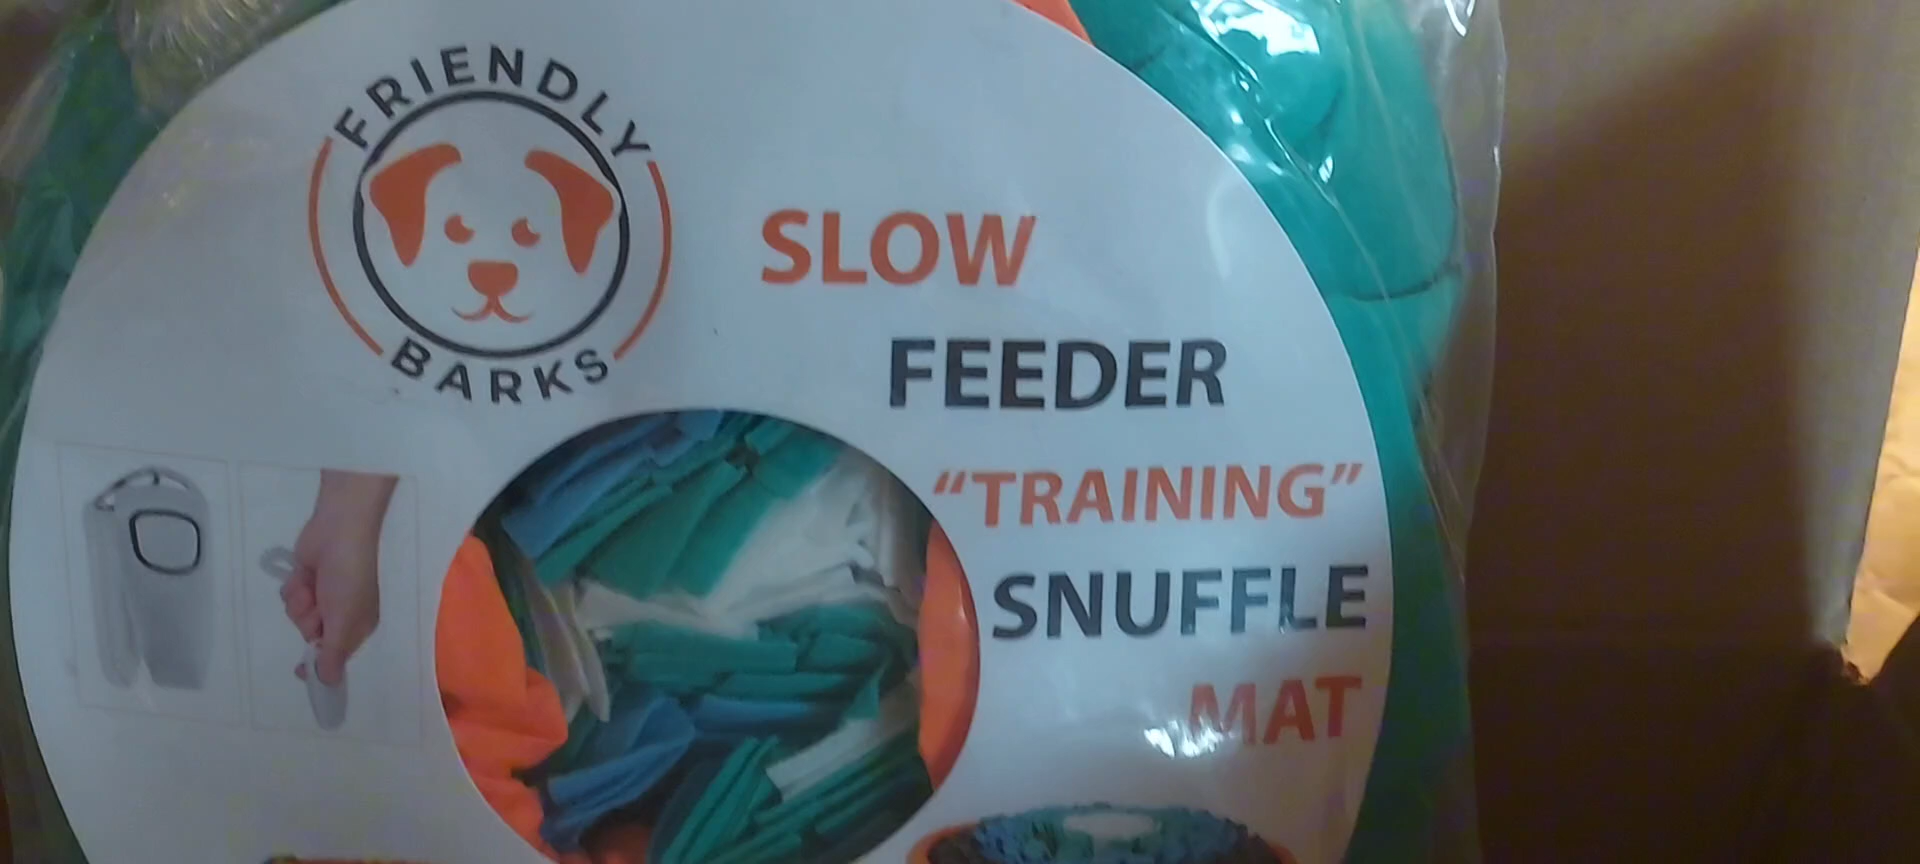 FRIENDLY
BARKS
SLOW
FEEDER
“TRAINING”
SNUFFLE
MAT